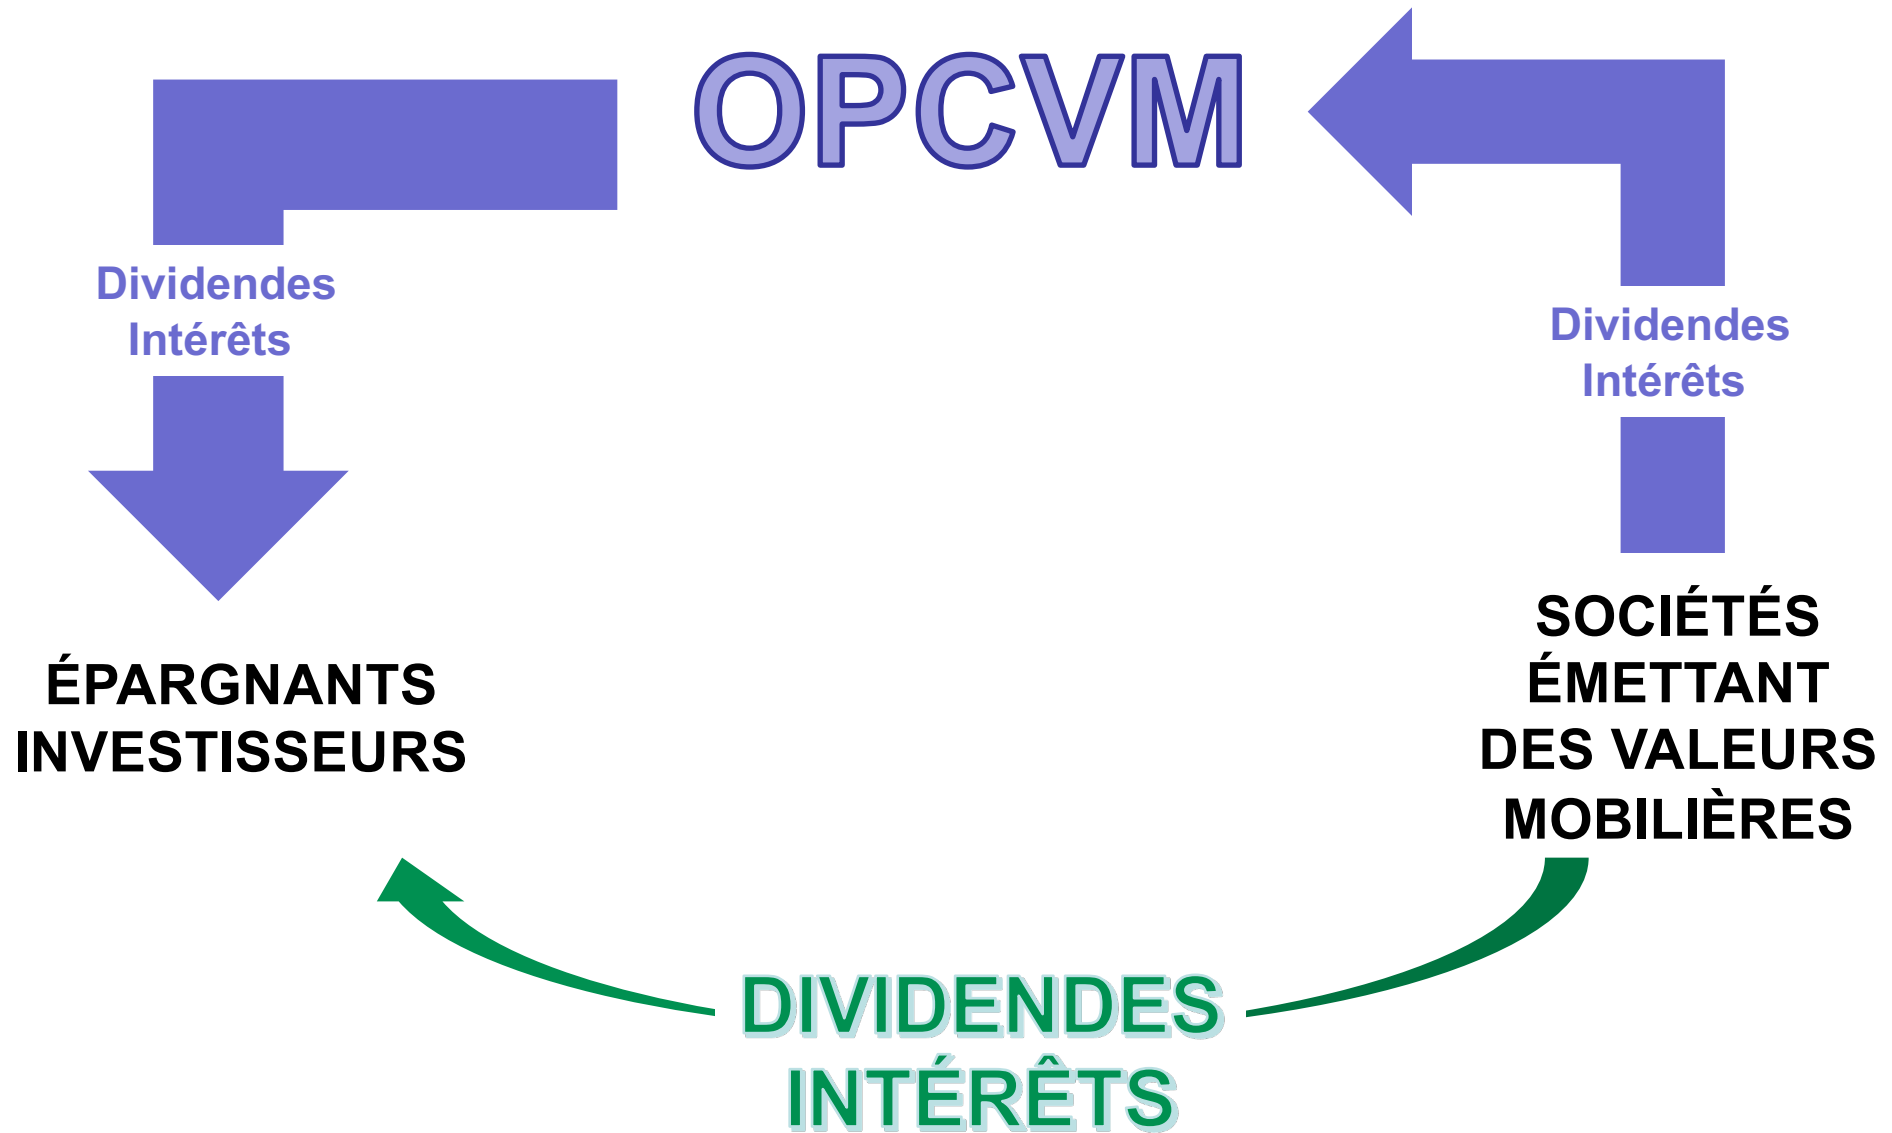 OPCVM
Dividendes
Intérêts
Dividendes
Intérêts
ÉPARGNANTS
INVESTISSEURS
SOCIÉTÉS
ÉMETTANT
DES VALEURS
MOBILIÈRES
DIVIDENDES
INTÉRÊTS